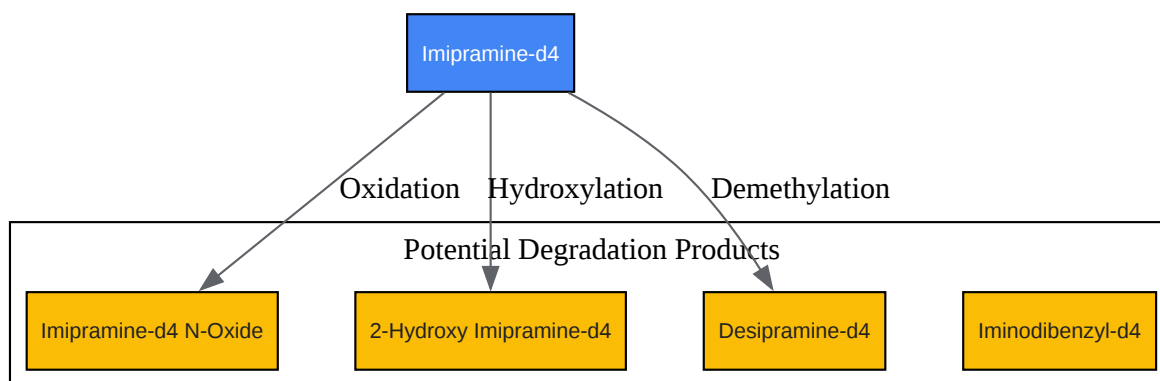 Imipramine-d4
Oxidation
Hydroxylation
Demethylation
Potential Degradation Products
Imipramine-d4 N-Oxide
2-Hydroxy Imipramine-d4
Desipramine-d4
Iminodibenzyl-d4